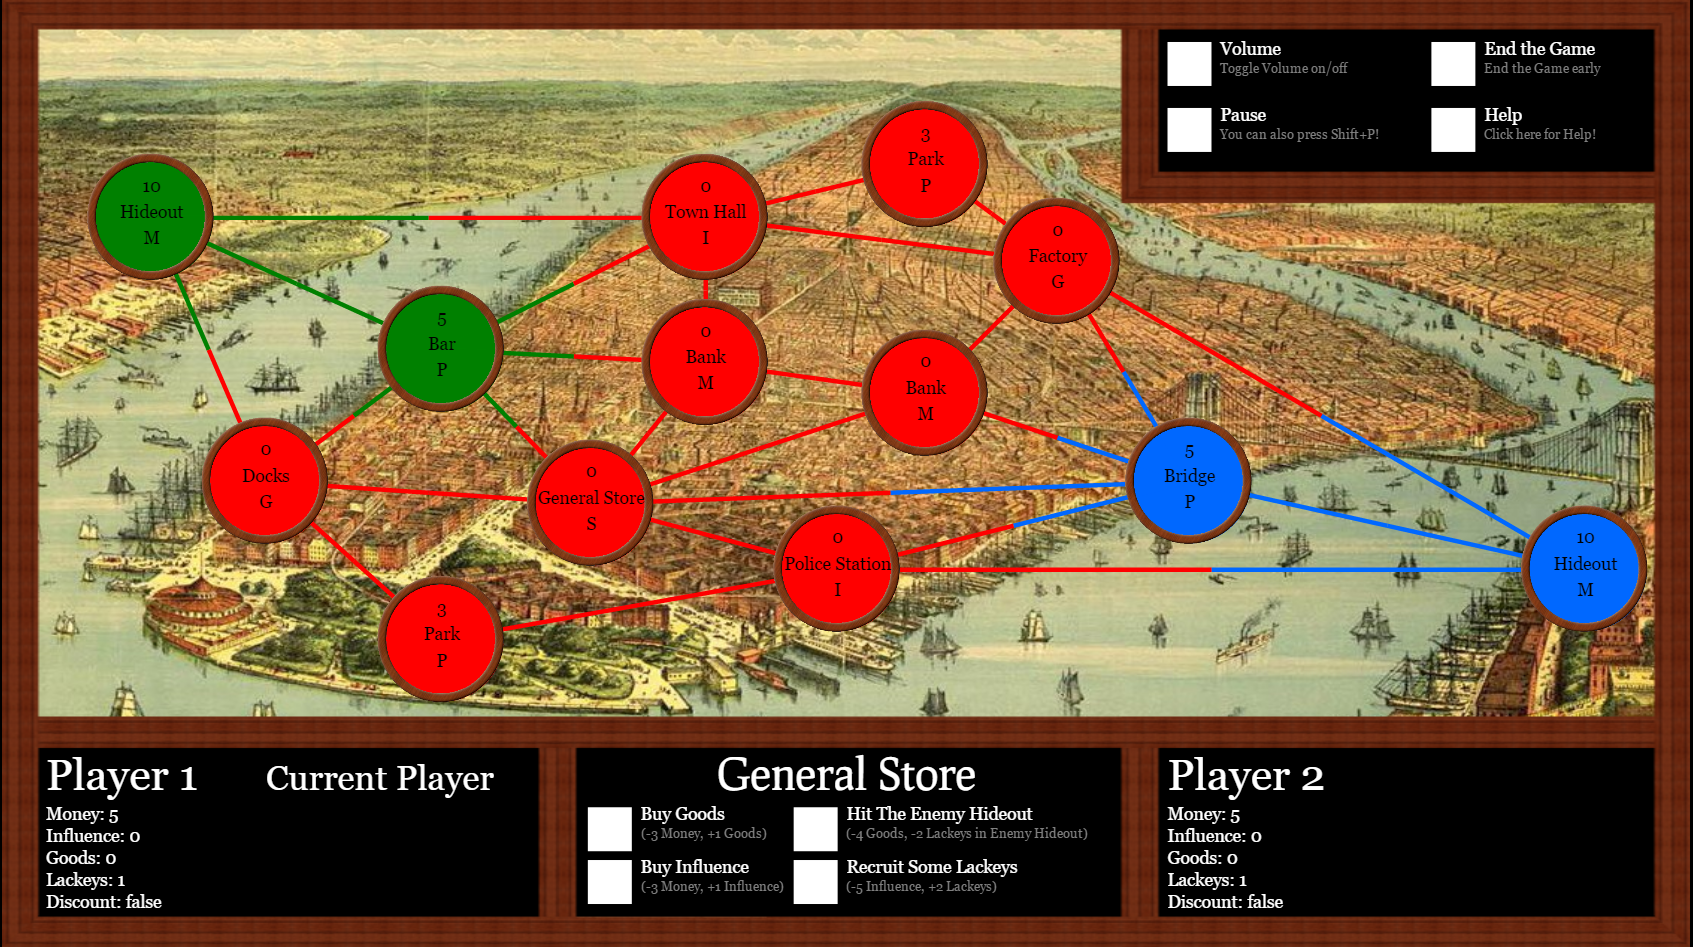 Volume
Toggle Volume on/off
End the Game
End the Game early
Pause
You can also press Shift+P!
Help
Click here for Help!
3
Park
P
10
Hideout
M
0
Town Hall
I
0
Factory
G
5
Bar
P
0
Bank
M
0
Bank
M
0
Docks
G
0
General Store
S
5
Bridge
P
0
Police Station
I
10
Hideout
M
3
Park
P
Player 1
Current Player
Money: 5
Influence: 0
Goods: 0
Lackeys: 1
Discount: false
General Store
Buy Goods
(-3 Money, +1 Goods)
Hit The Enemy Hideout
(-4 Goods, -2 Lackeys in Enemy Hideout)
Buy Influence
(-3 Money, +1 Influence)
Recruit Some Lackeys
(-5 Influence, +2 Lackeys)
Player 2
Money: 5
Influence: 0
Goods: 0
Lackeys: 1
Discount: false